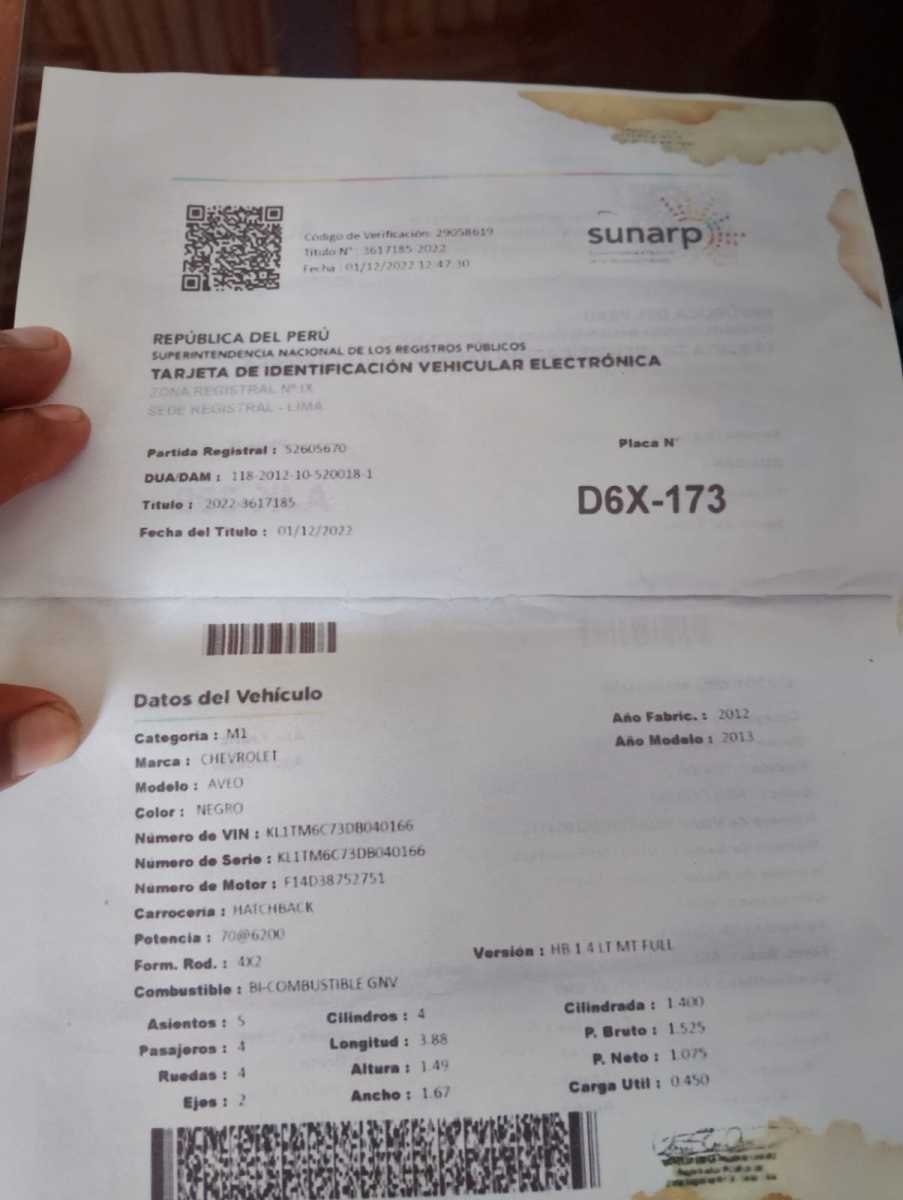 Código de Verificación: 29058619
Titulo N° : 3617185-2022
Fecha : 01/12/2022 12:47:30
sunarp
REPÚBLICA DEL PERÚ
SUPERINTENDENCIA NACIONAL DE LOS REGISTROS PÚBLICOS
TARJETA DE IDENTIFICACIÓN VEHICULAR ELECTRÓNICA
ZONA REGISTRAL N° IX
SEDE REGISTRAL - LIMA
Partida Registral : 52605670
Placa N°
DUA/DAM : 118-2012-10-520018-1
D6X-173
Titulo : 2022-3617185
Fecha del Titulo : 01/12/2022
Datos del Vehículo
Categoria : M1
Año Fabric. : 2012
Marca : CHEVROLET
Año Modelo : 2013
Modelo : AVEO
Color : NEGRO
Número de VIN : KL1TM6C73DB040166
Número de Serie : KL1TM6C73DB040166
Número de Motor : F14D38752751
Carrocería : HATCHBACK
Potencia : 70@6200
Versión : HB 1.4 LT MT FULL
Form. Rod. : 4X2
Combustible : BI-COMBUSTIBLE GNV
Asientos : 5 Cilindros : 4 Cilindrada : 1.400
Pasajeros : 4 Longitud : 3.88 P. Bruto : 1.525
Ruedas : 4 Altura : 1.49 P. Neto : 1.075
Ejes : 2 Ancho : 1.67 Carga Util : 0.450